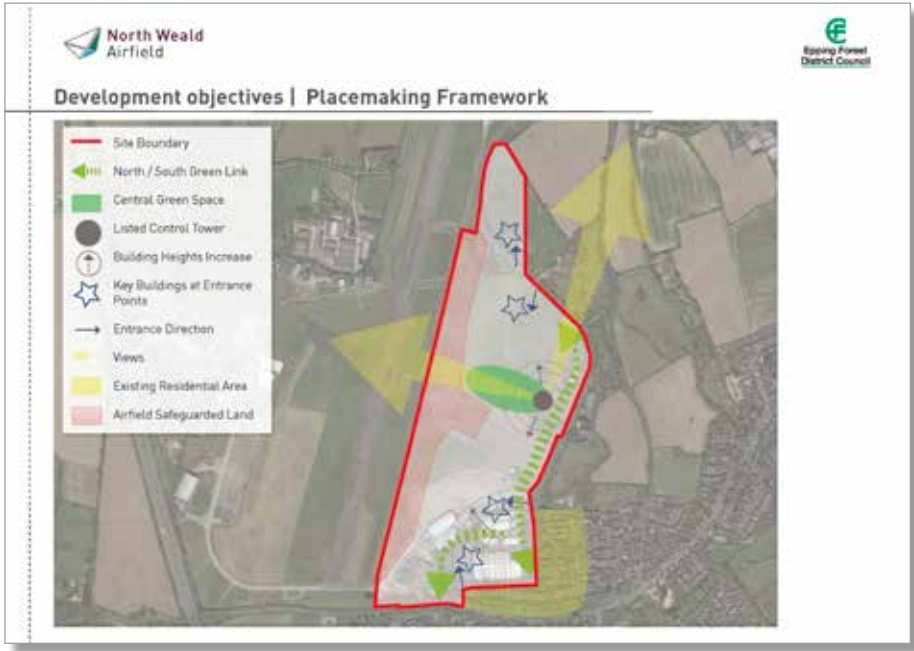 North Weald
Airfield
Epping Forest
District Council
Development objectives | Placemaking Framework
Site Boundary
North / South Green Link
Central Green Space
Listed Control Tower
Building Heights Increase
Key Buildings at Entrance
Points
Entrance Direction
Views
Existing Residential Area
Airfield Safeguarded Land